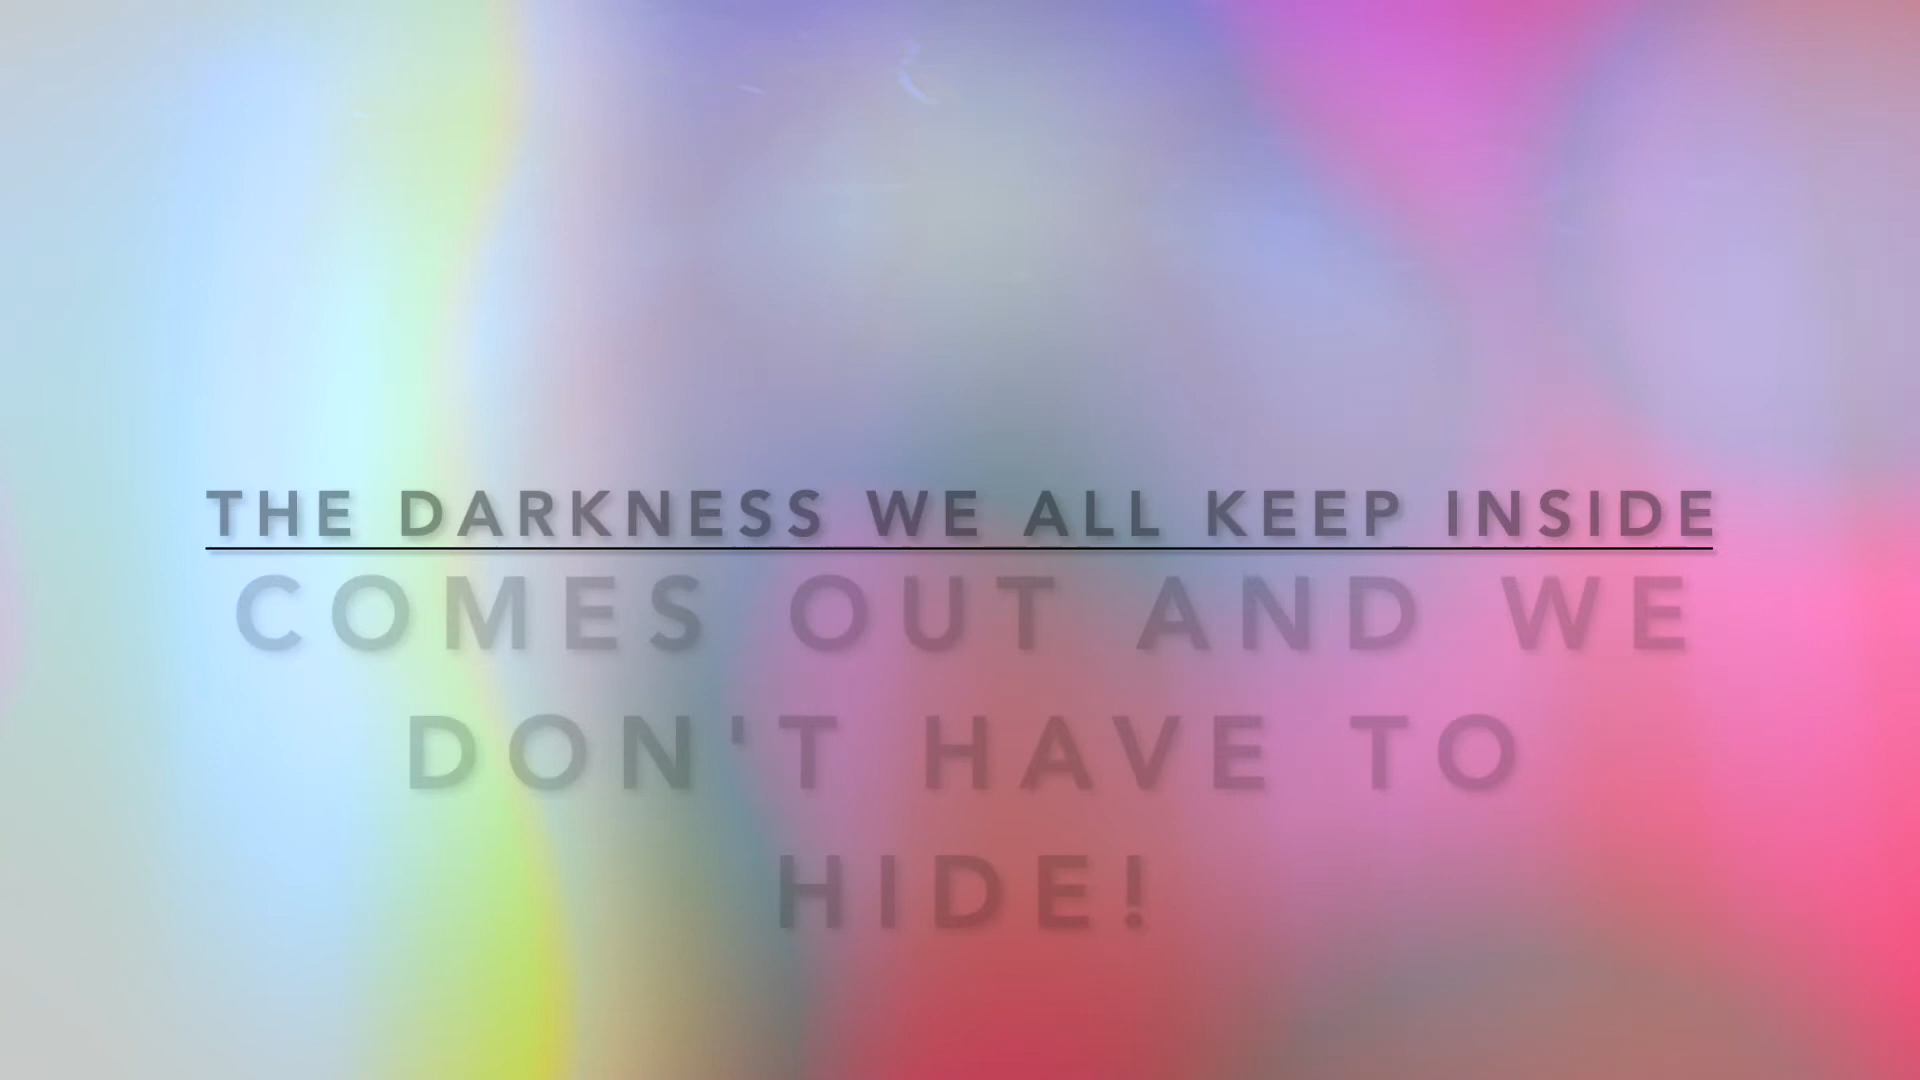 THE DARKNESS WE ALL KEEP INSIDE
COMES OUT AND WE
DON'T HAVE TO
HIDE!